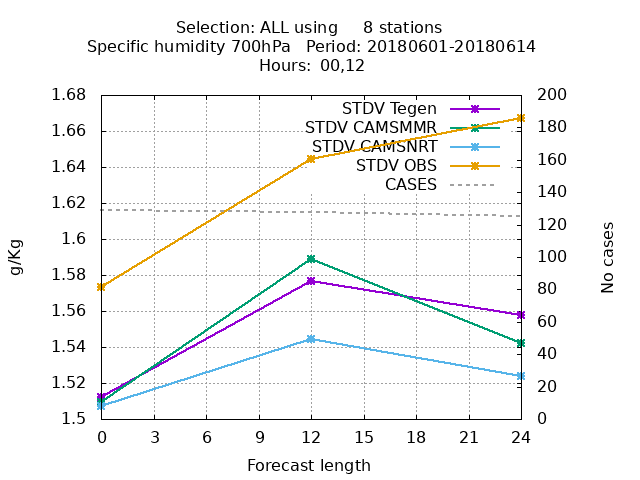 Selection: ALL using     8 stations
Specific humidity 700hPa   Period: 20180601-20180614
Hours:  00,12
1.68
1.66
1.64
1.62
1.6
1.58
1.56
1.54
1.52
1.5
g/Kg
STDV Tegen
STDV CAMSMMR
STDV CAMSNRT
STDV OBS
CASES
200
180
160
140
120
100
80
60
40
20
0
No cases
0 3 6 9 12 15 18 21 24
Forecast length